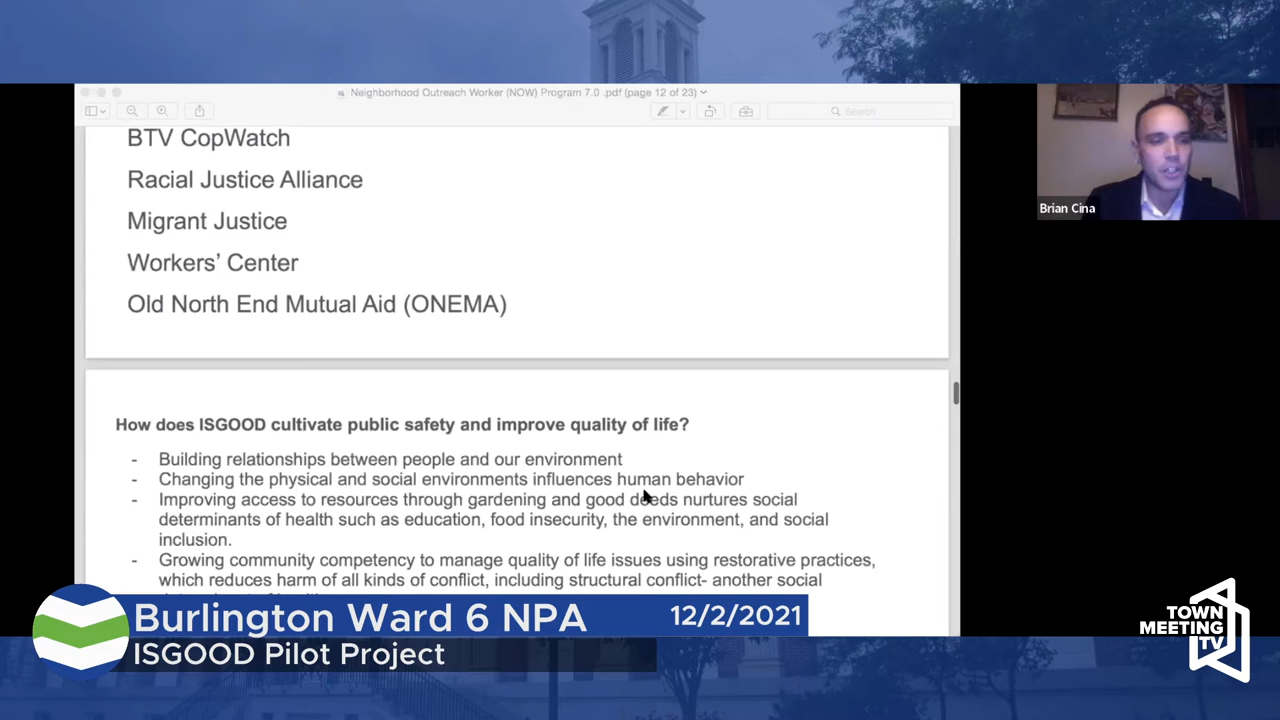 Neighborhood Outreach Worker (NOW) Program 7.0 .pdf (page 12 of 23)
Search
BTV CopWatch
Racial Justice Alliance
Migrant Justice
Workers' Center
Old North End Mutual Aid (ONEMA)
Brian Cina
How does ISGOOD cultivate public safety and improve quality of life?
- Building relationships between people and our environment
- Changing the physical and social environments influences human behavior
- Improving access to resources through gardening and good deeds nurtures social
determinants of health such as education, food insecurity, the environment, and social
inclusion.
- Growing community competency to manage quality of life issues using restorative practices,
which reduces harm of all kinds of conflict, including structural conflict- another social
Burlington Ward 6 NPA
12/2/2021
ISGOOD Pilot Project
TOWN
MEETING
TV